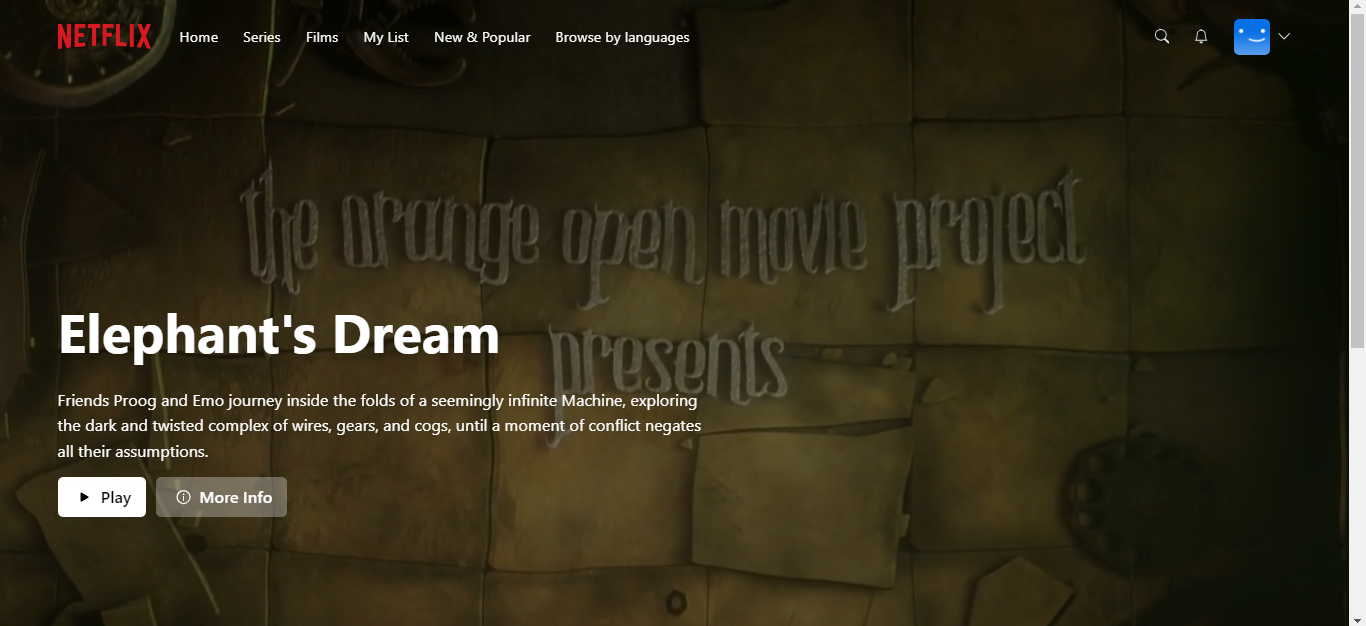 NETFLIX Home Series Films My List New & Popular Browse by languages
the orange open movie project
presents
Elephant's Dream
Friends Proog and Emo journey inside the folds of a seemingly infinite Machine, exploring
the dark and twisted complex of wires, gears, and cogs, until a moment of conflict negates
all their assumptions.
Play More Info